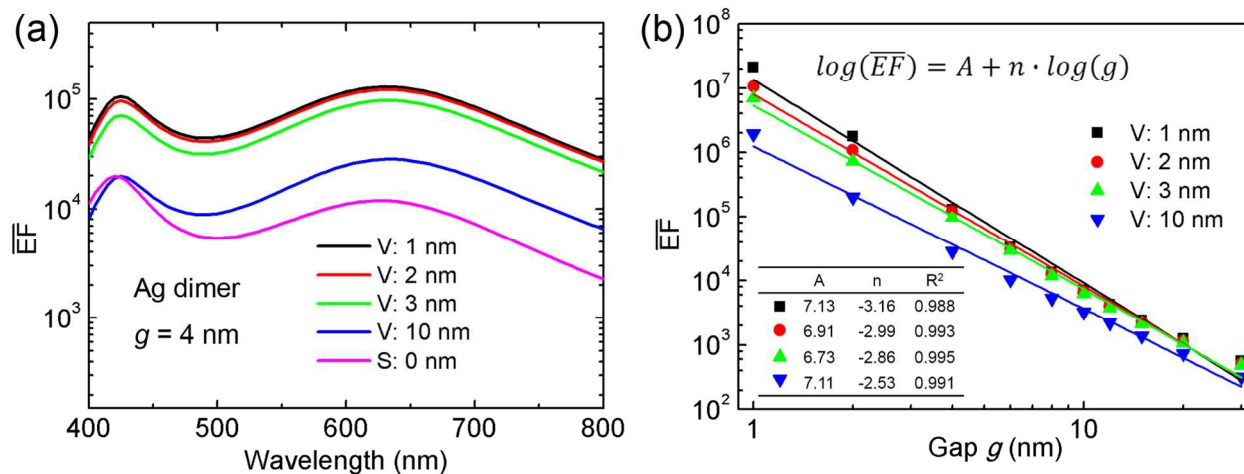 (a)
10^5
10^4
10^3
EF
400 500 600 700 800
Wavelength (nm)
Ag dimer
g = 4 nm
V: 1 nm
V: 2 nm
V: 3 nm
V: 10 nm
S: 0 nm
(b)
10^8
10^7
10^6
10^5
10^4
10^3
10^2
EF
1 10
Gap g (nm)
log(EF) = A + n · log(g)
V: 1 nm
V: 2 nm
V: 3 nm
V: 10 nm
A n R²
7.13 -3.16 0.988
6.91 -2.99 0.993
6.73 -2.86 0.995
7.11 -2.53 0.991